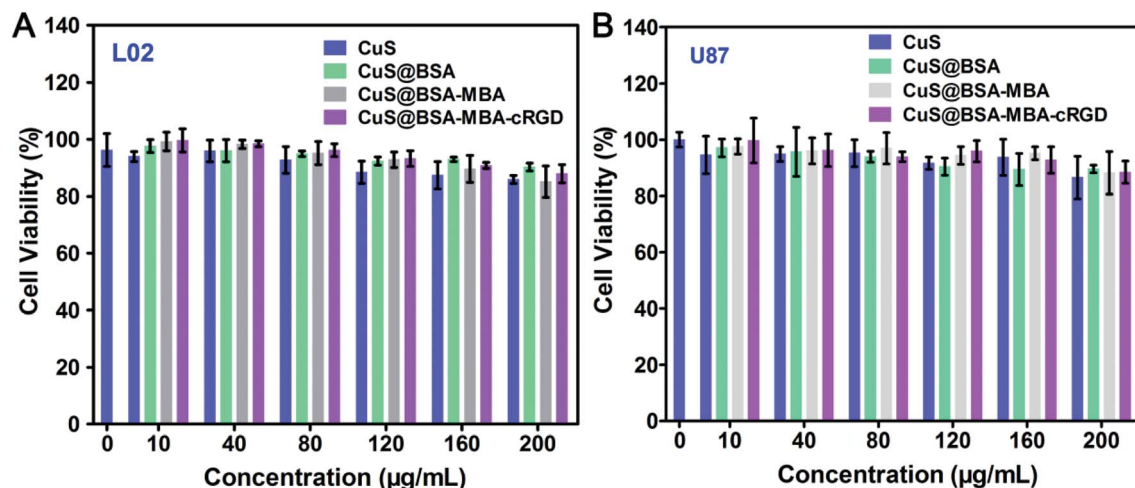 A
L02
CuS
CuS@BSA
CuS@BSA-MBA
CuS@BSA-MBA-cRGD
Cell Viability (%)
140
120
100
80
60
40
20
0
0 10 40 80 120 160 200
Concentration (µg/mL)
B
U87
CuS
CuS@BSA
CuS@BSA-MBA
CuS@BSA-MBA-cRGD
Cell Viability (%)
140
120
100
80
60
40
20
0
0 10 40 80 120 160 200
Concentration (µg/mL)